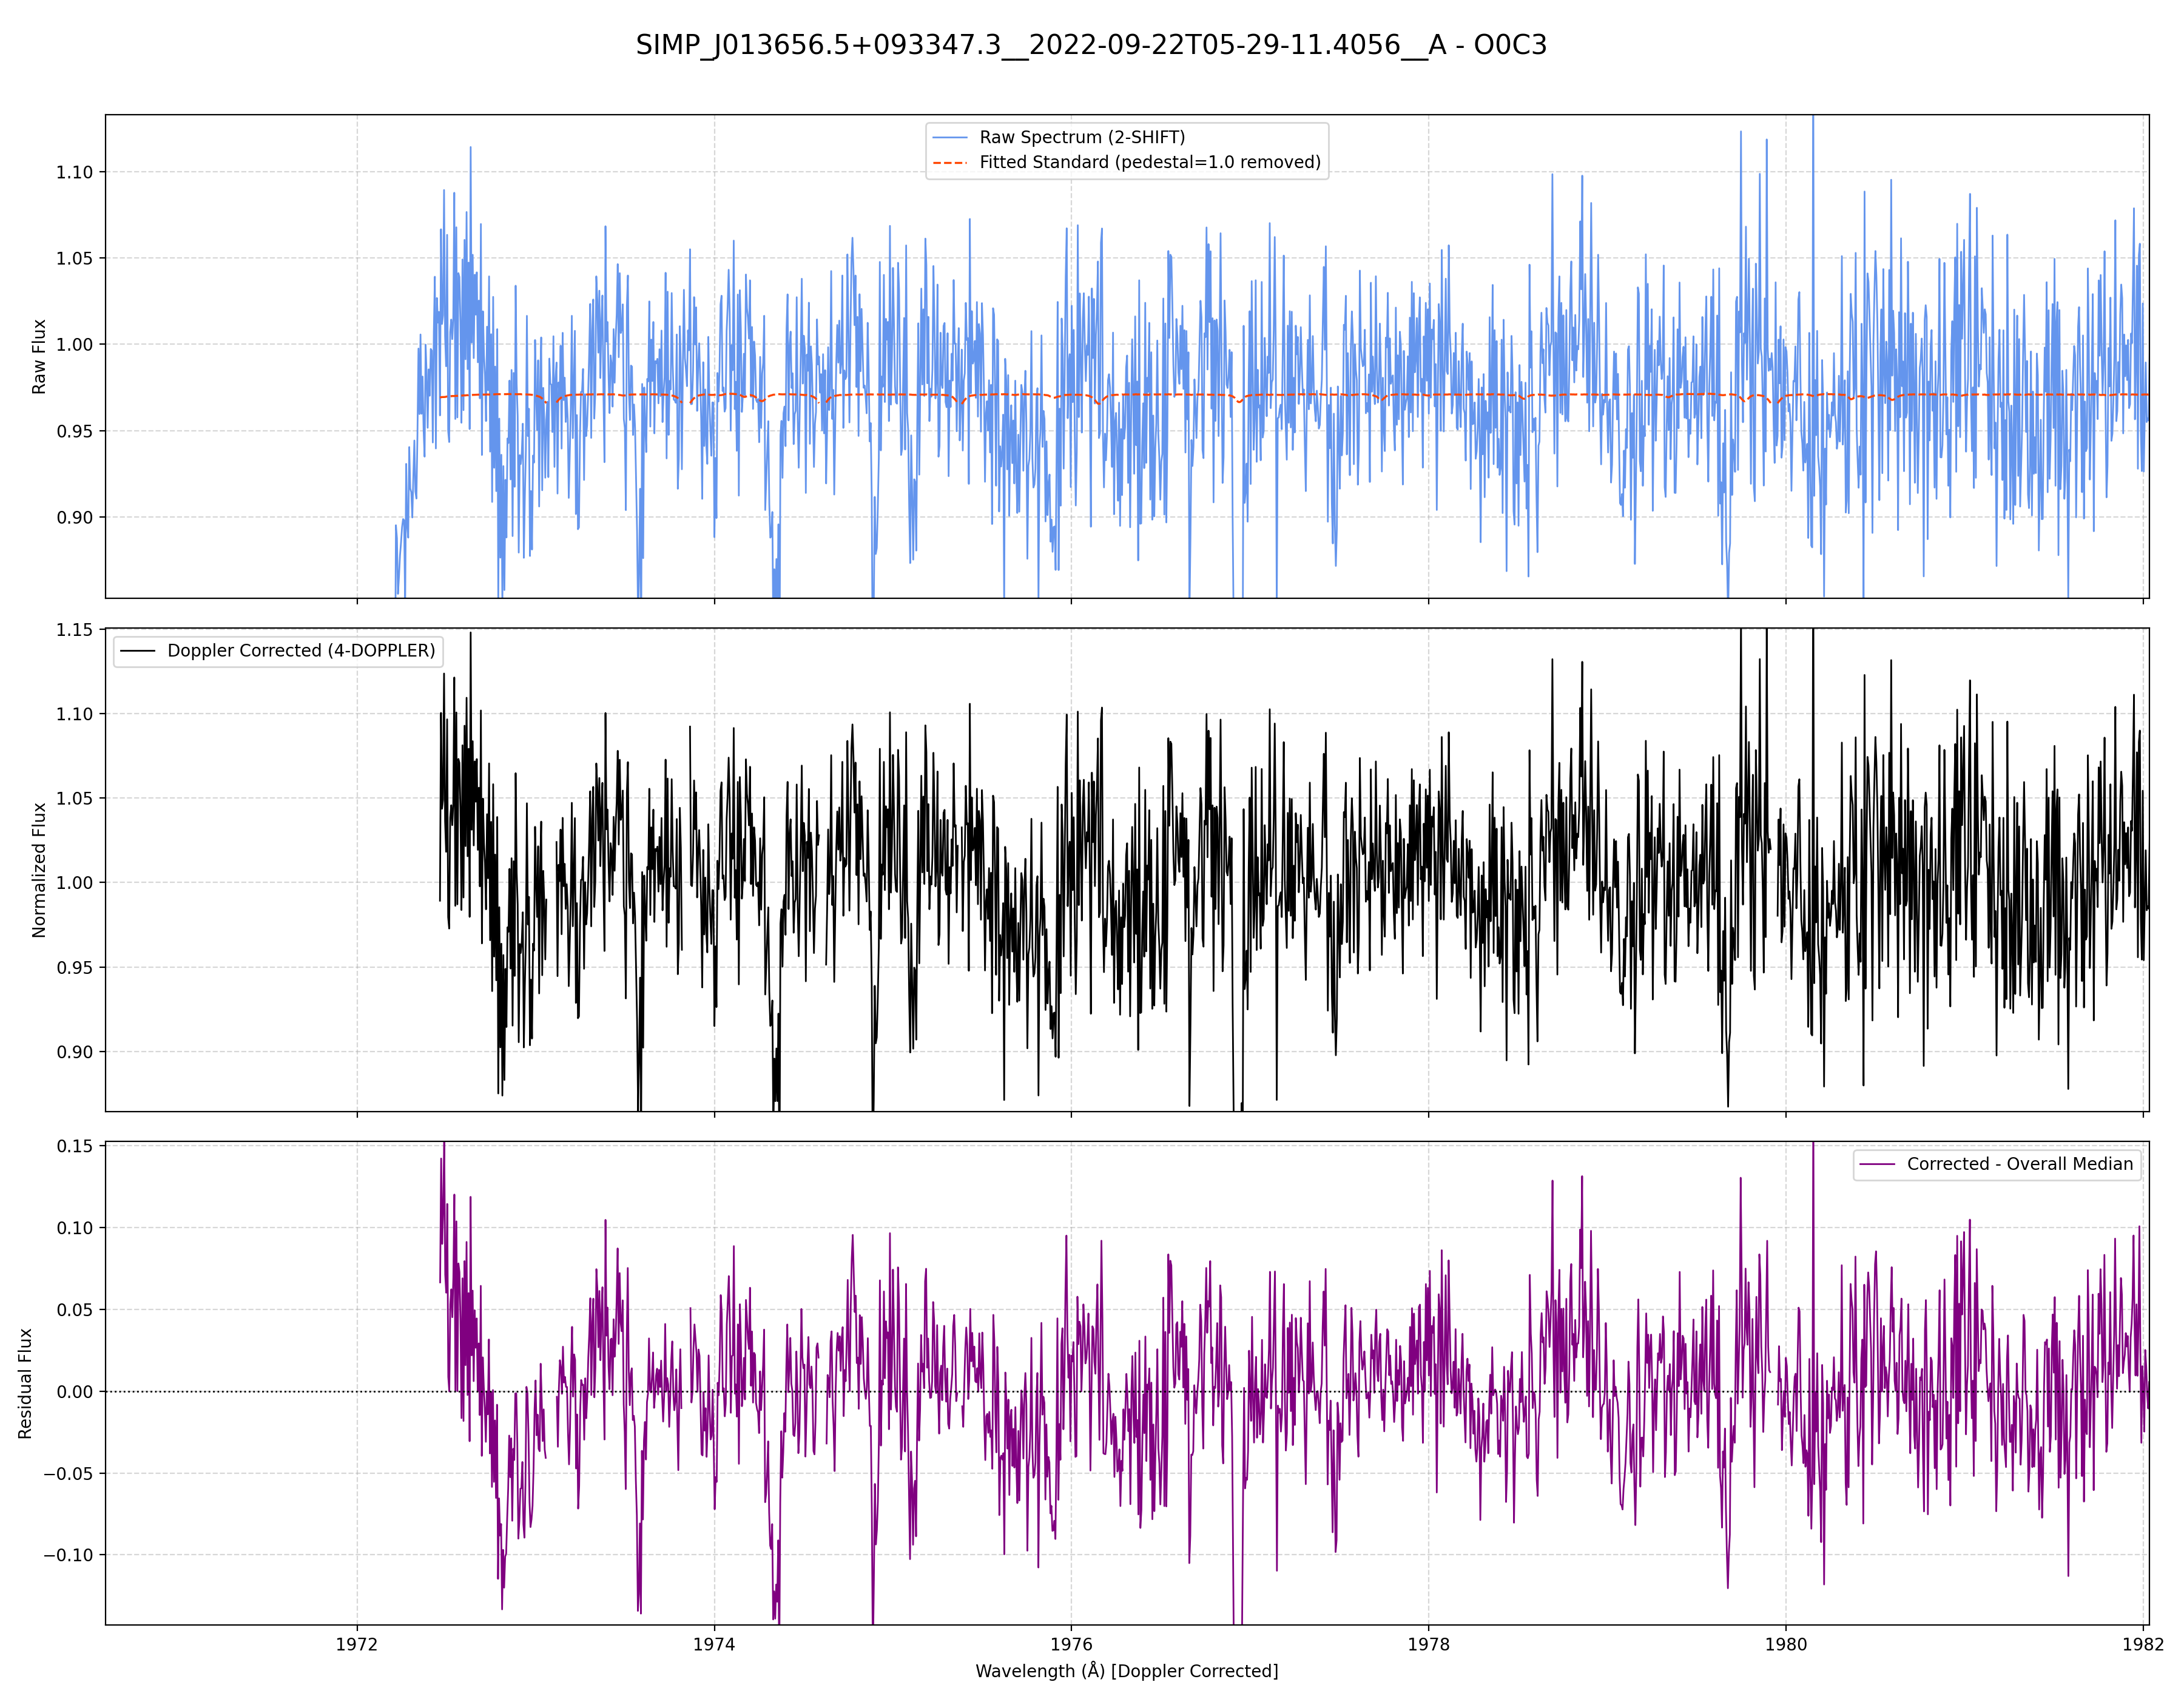 SIMP_J013656.5+093347.3__2022-09-22T05-29-11.4056__A - O0C3
Raw Spectrum (2-SHIFT)
Fitted Standard (pedestal=1.0 removed)
Raw Flux
1.10
1.05
1.00
0.95
0.90
Doppler Corrected (4-DOPPLER)
Normalized Flux
1.15
1.10
1.05
1.00
0.95
0.90
Corrected - Overall Median
Residual Flux
0.15
0.10
0.05
0.00
−0.05
−0.10
1972
1974
1976
1978
1980
1982
Wavelength (Å) [Doppler Corrected]